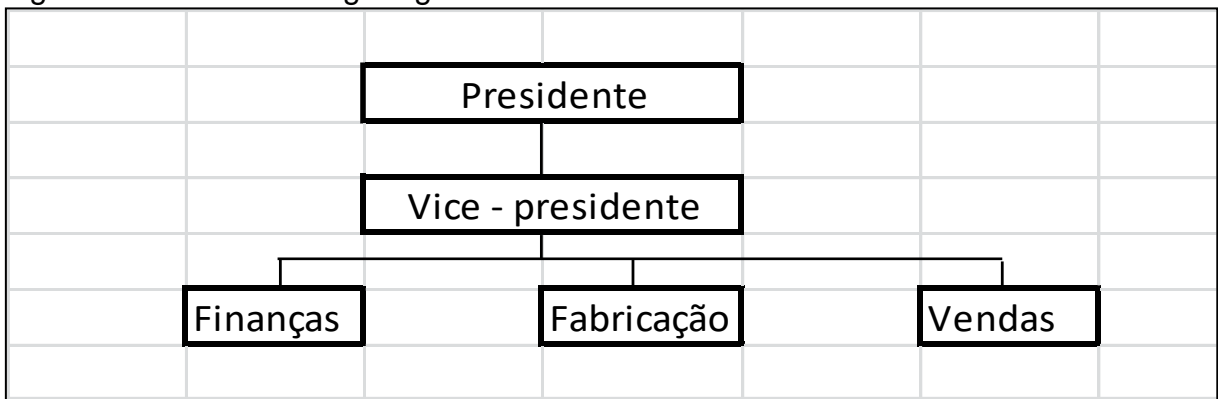 Presidente
Vice - presidente
Finanças
Fabricação
Vendas